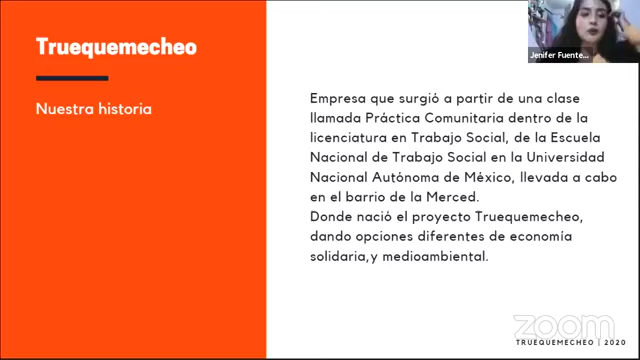 Truequemecheo
Nuestra historia
Jenifer Fuente...
Empresa que surgió a partir de una clase
llamada Práctica Comunitaria dentro de la
licenciatura en Trabajo Social, de la Escuela
Nacional de Trabajo Social en la Universidad
Nacional Autónoma de México, llevada a cabo
en el barrio de la Merced.
Donde nació el proyecto Truequemecheo,
dando opciones diferentes de economía
solidaria,y medioambiental.
zoom
TRUEQUEMECHEO | 2020